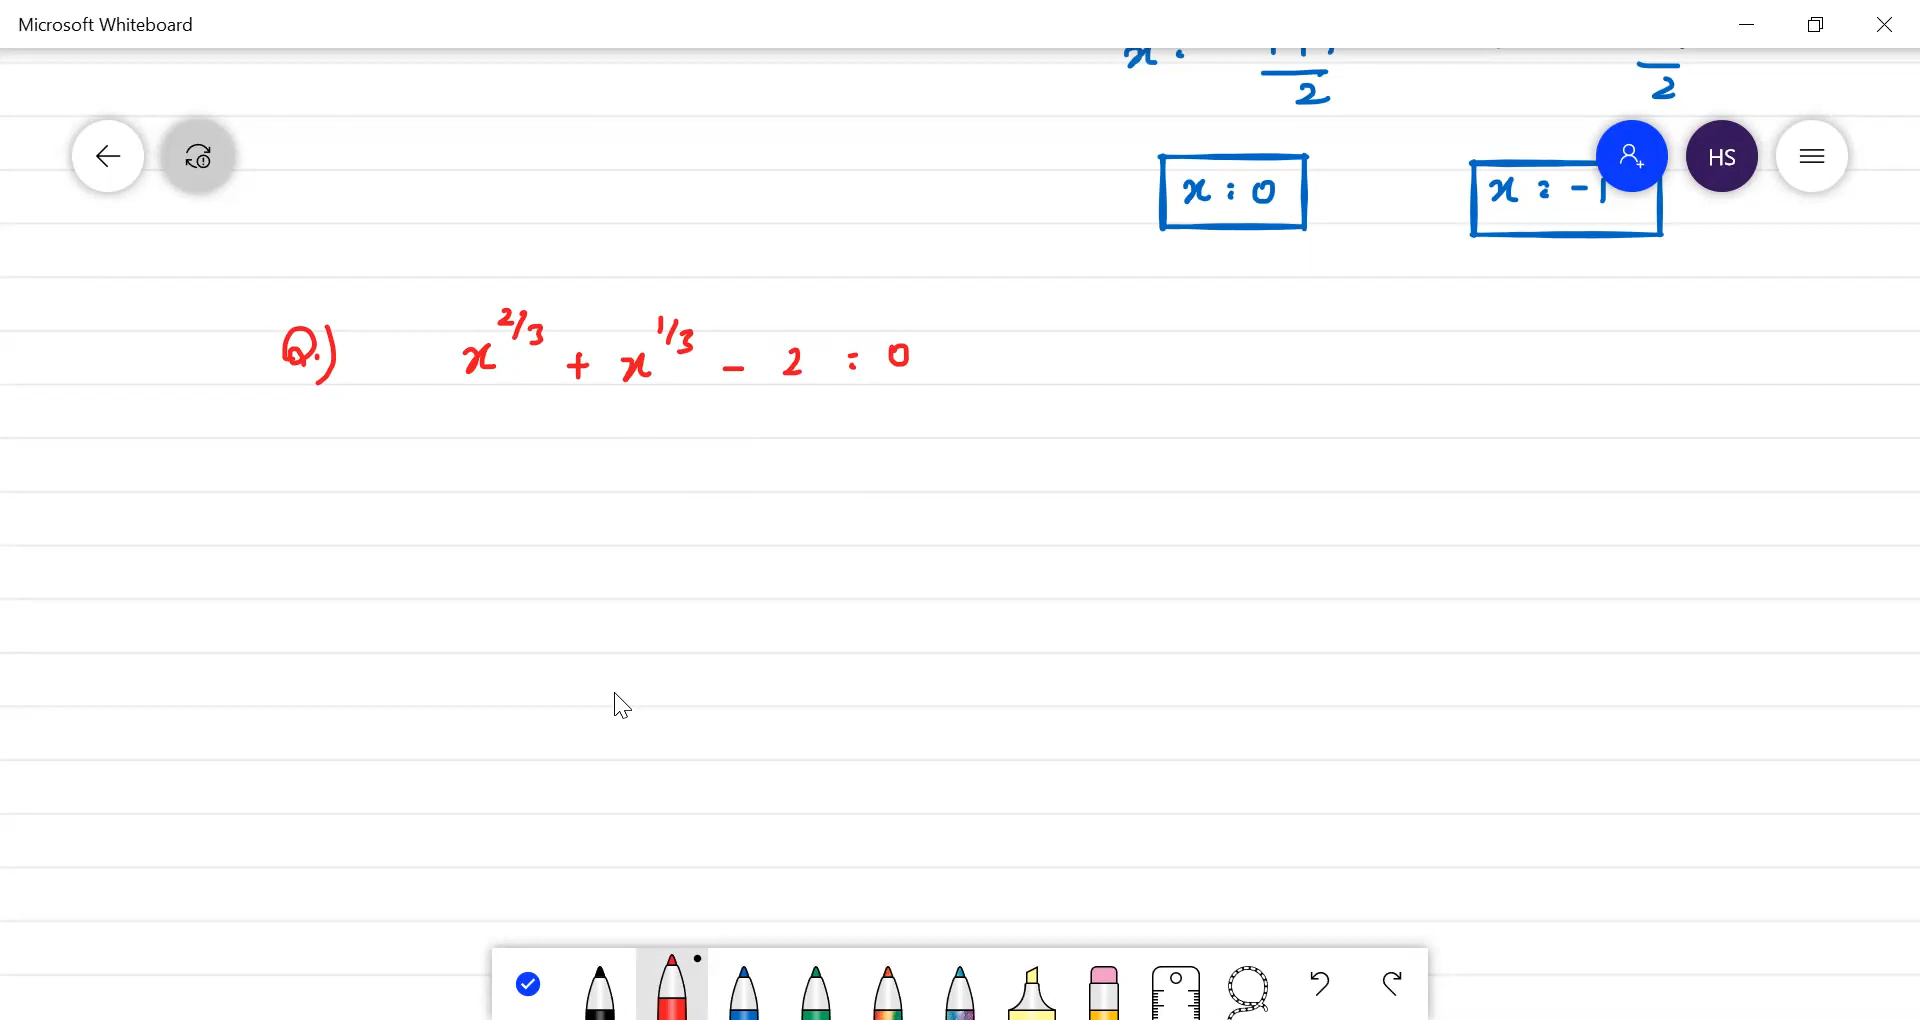 Microsoft Whiteboard
x :
2
2
HS
x : 0
x : -1
Q.) x^{2/3} + x^{1/3} - 2 : 0